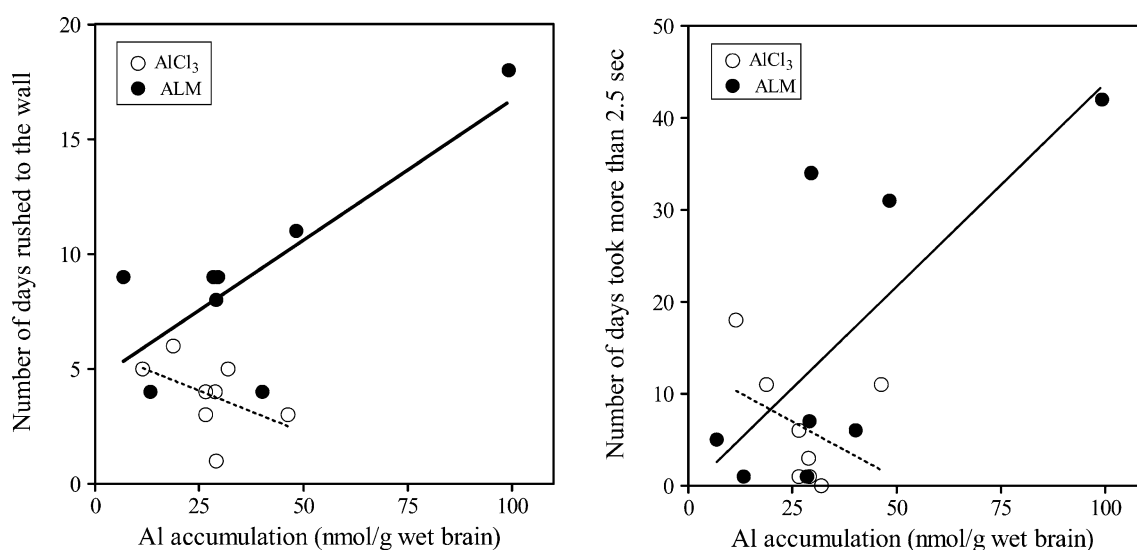 Number of days rushed to the wall
20
15
10
5
0
AlCl₃
ALM
0 25 50 75 100
Al accumulation (nmol/g wet brain)
Number of days took more than 2.5 sec
50
40
30
20
10
0
AlCl₃
ALM
0 25 50 75 100
Al accumulation (nmol/g wet brain)